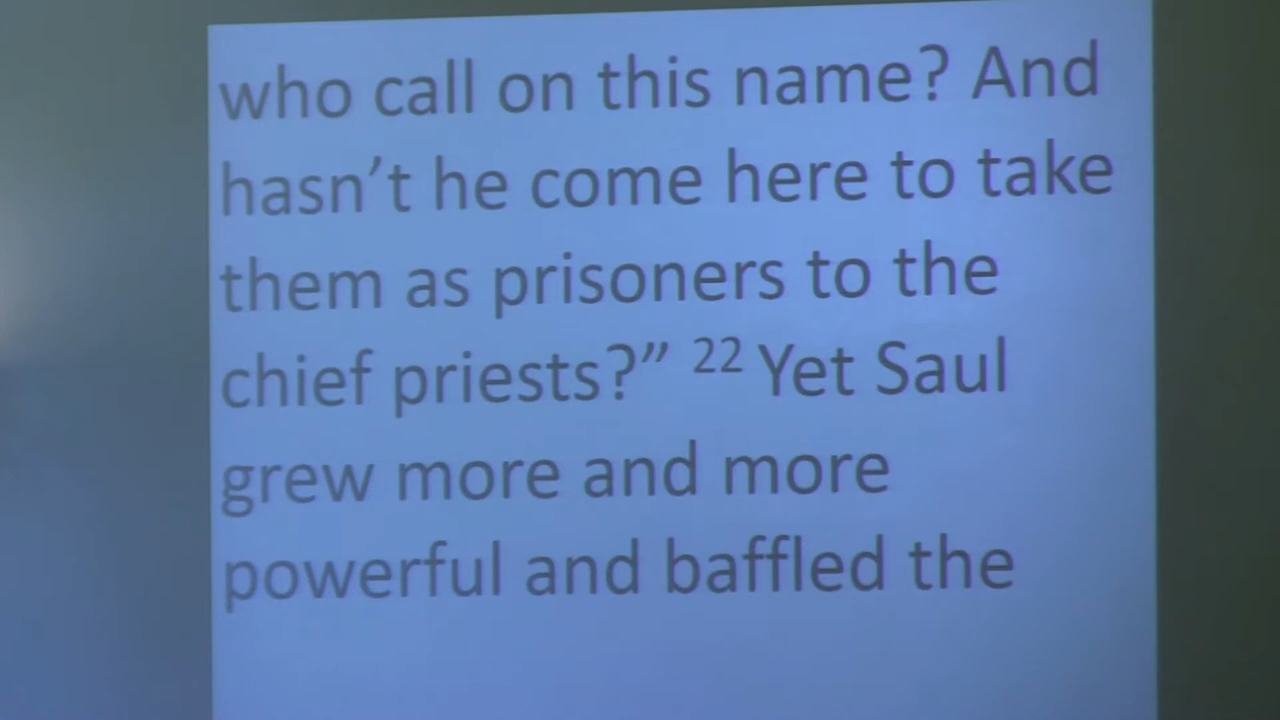 who call on this name? And
hasn’t he come here to take
them as prisoners to the
chief priests?” 22 Yet Saul
grew more and more
powerful and baffled the